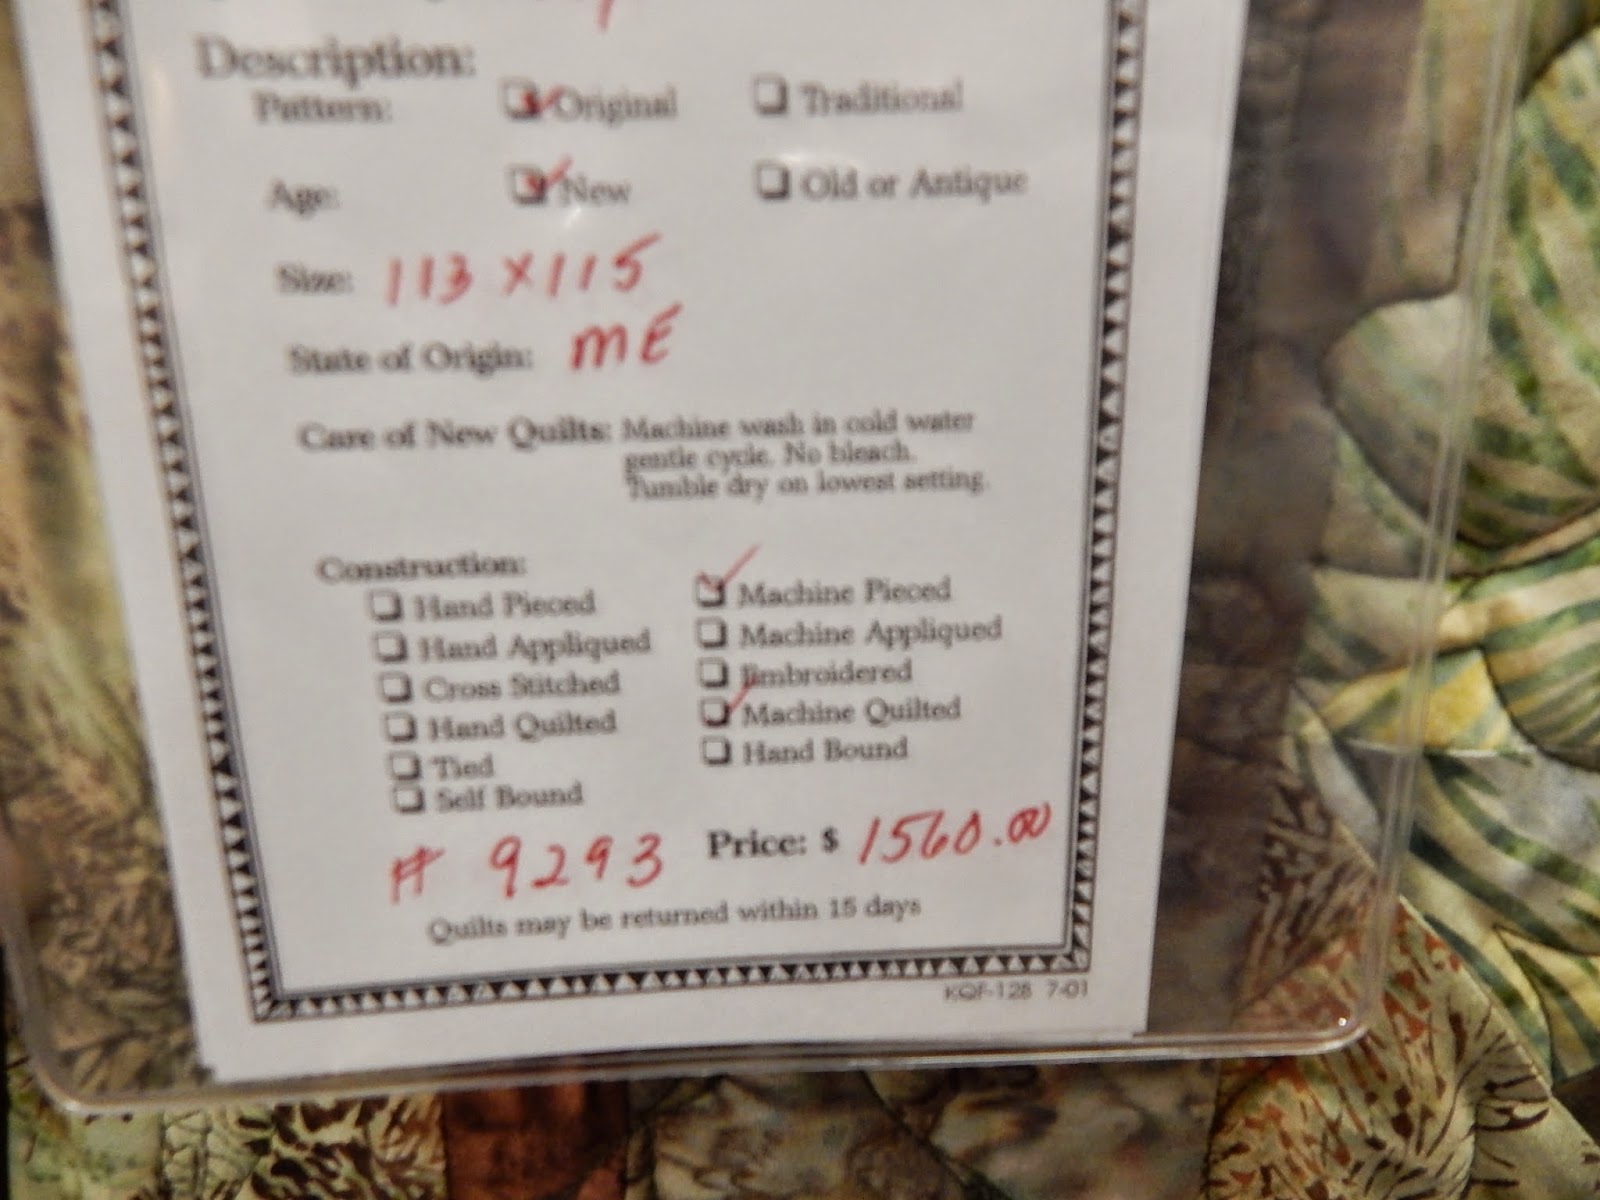 Description:
Pattern: Original Traditional
Age: New Old or Antique
Size: 113 X 115
State of Origin: ME
Care of New Quilts: Machine wash in cold water
gentle cycle. No bleach.
Tumble dry on lowest setting.
Construction:
Hand Pieced Machine Pieced
Hand Appliqued Machine Appliqued
Cross Stitched Embroidered
Hand Quilted Machine Quilted
Tied Hand Bound
Self Bound
# 9293 Price: $ 1560.00
Quilts may be returned within 15 days
KQF-128 7-01